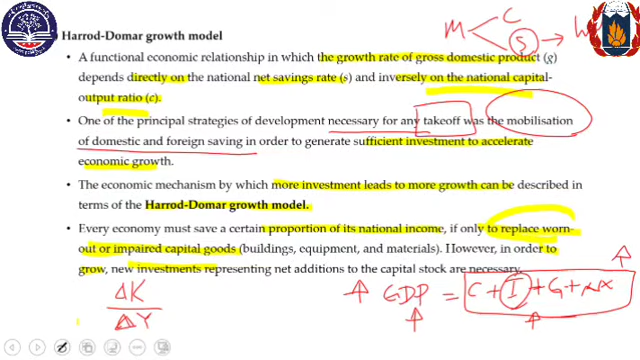 m < C
S → 
Harrod-Domar growth model
• A functional economic relationship in which the growth rate of gross domestic product (g)
depends directly on the national net savings rate (s) and inversely on the national capital-
output ratio (c).
• One of the principal strategies of development necessary for any takeoff was the mobilisation
of domestic and foreign saving in order to generate sufficient investment to accelerate
economic growth.
• The economic mechanism by which more investment leads to more growth can be described
in terms of the Harrod-Domar growth model.
• Every economy must save a certain proportion of its national income, if only to replace worn-
out or impaired capital goods (buildings, equipment, and materials). However, in order to
grow, new investments representing net additions to the capital stock are necessary.
↑ GDP = C + I + G + NX ↑
↑ ↑
ΔK
ΔY